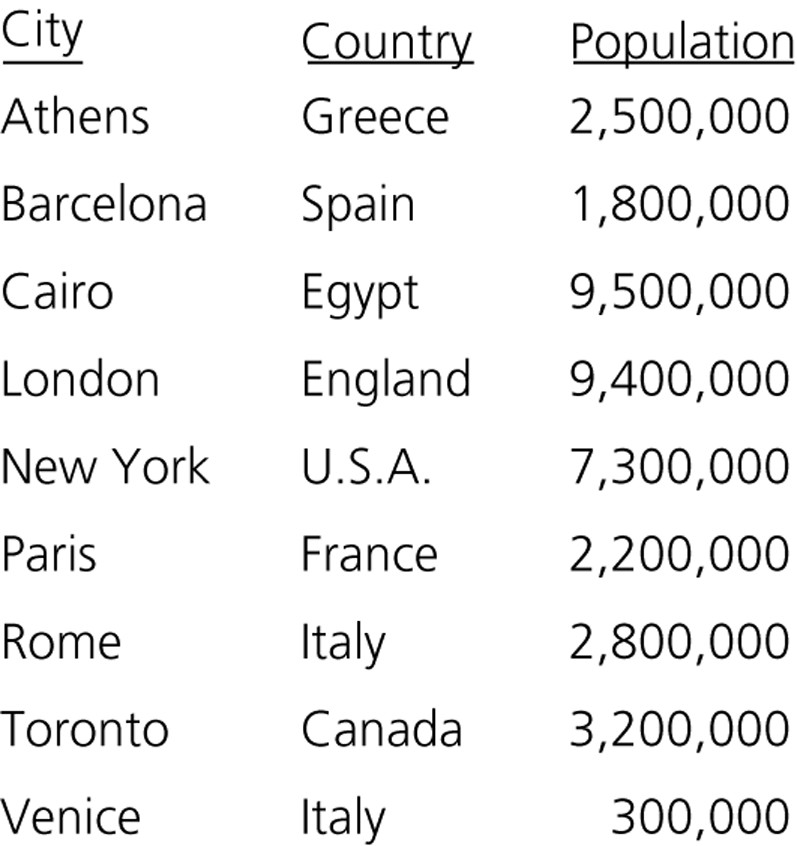 City Country Population
Athens Greece 2,500,000
Barcelona Spain 1,800,000
Cairo Egypt 9,500,000
London England 9,400,000
New York U.S.A. 7,300,000
Paris France 2,200,000
Rome Italy 2,800,000
Toronto Canada 3,200,000
Venice Italy 300,000